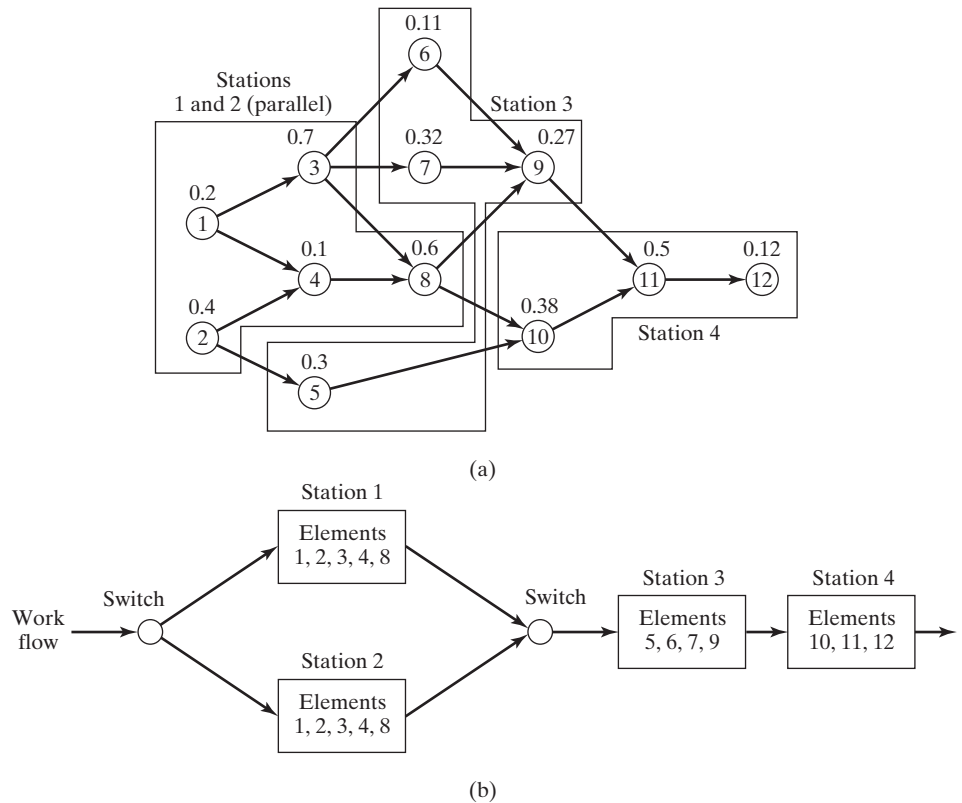 0.11
6
Stations
1 and 2 (parallel)
Station 3
0.7
0.32
0.27
3
7
9
0.2
1
0.1
0.6
0.5
0.12
4
8
11
12
0.4
0.38
2
10
Station 4
0.3
5
(a)
Station 1
Elements
1, 2, 3, 4, 8
Switch
Work
flow
Switch
Station 3
Elements
5, 6, 7, 9
Station 4
Elements
10, 11, 12
Station 2
Elements
1, 2, 3, 4, 8
(b)